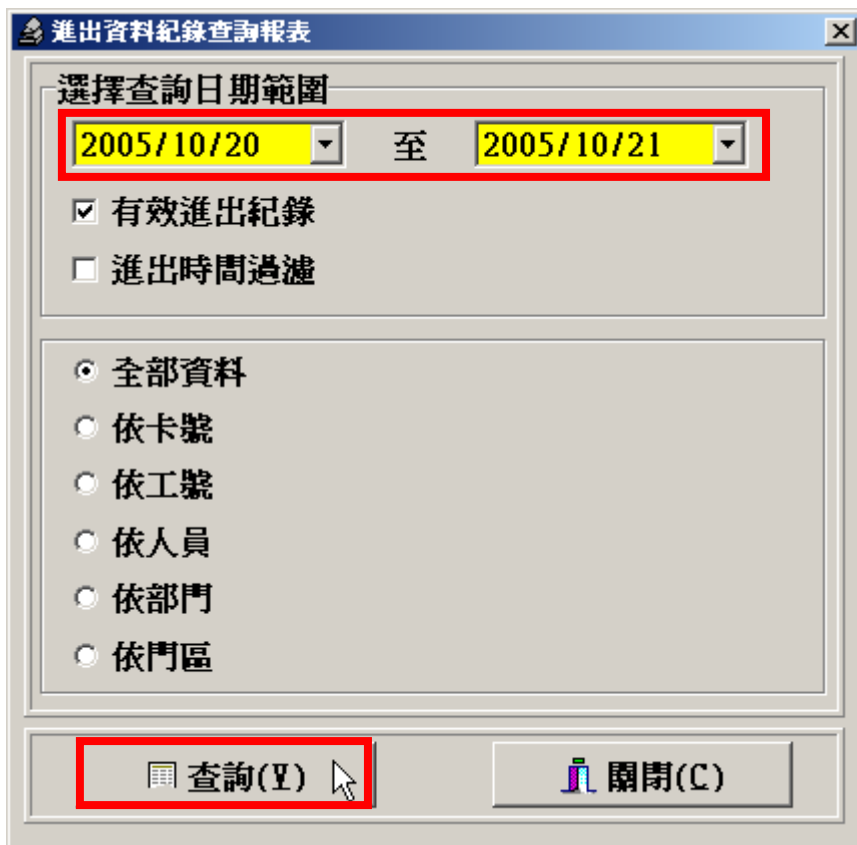 進出資料紀錄查詢報表
選擇查詢日期範圍
2005/10/20 至 2005/10/21
有效進出紀錄
進出時間過濾
全部資料
依卡號
依工號
依人員
依部門
依門區
查詢(V) 關閉(C)